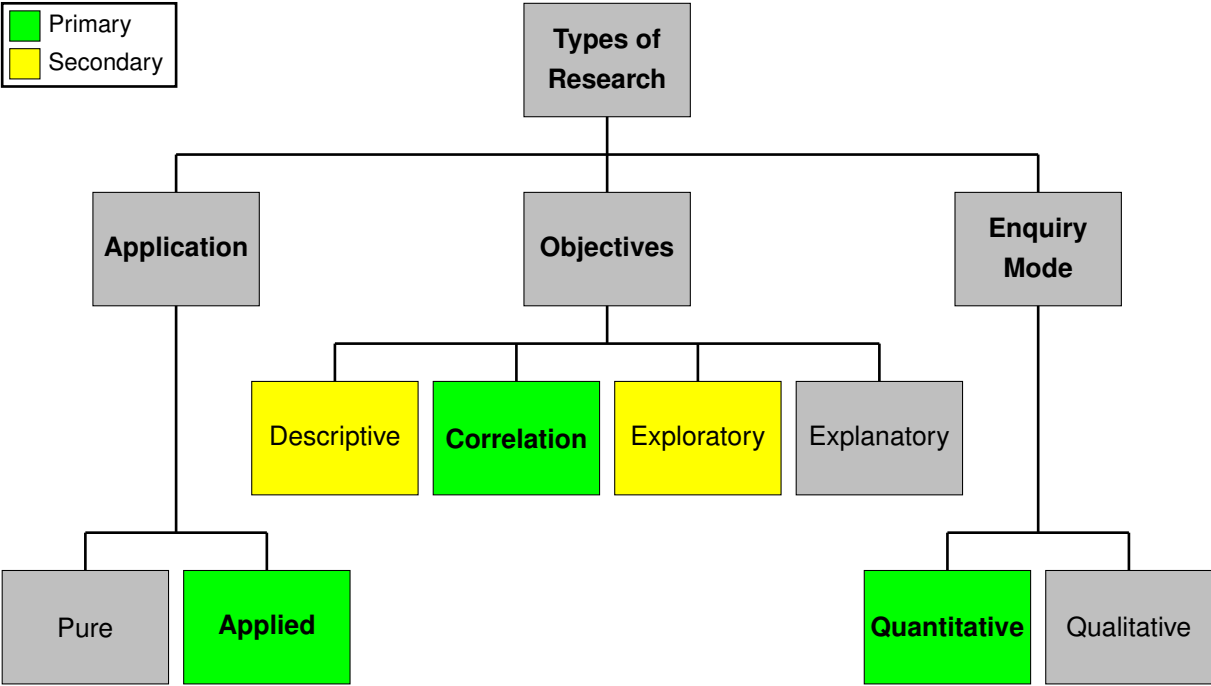 Primary
Secondary
Types of
Research
Application
Objectives
Enquiry
Mode
Descriptive
Correlation
Exploratory
Explanatory
Pure
Applied
Quantitative
Qualitative